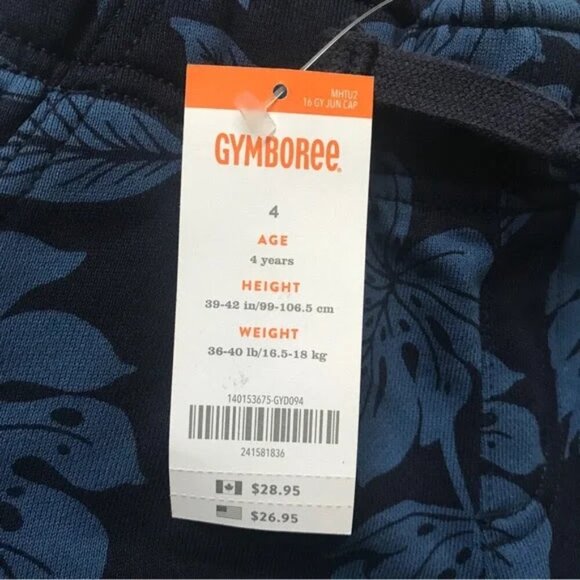 MHTU2
16 GY JUN CAP
GYMBOREE
4
AGE
4 years
HEIGHT
39-42 in/99-106.5 cm
WEIGHT
36-40 lb/16.5-18 kg
140153675-GYD094
241581836
$28.95
$26.95